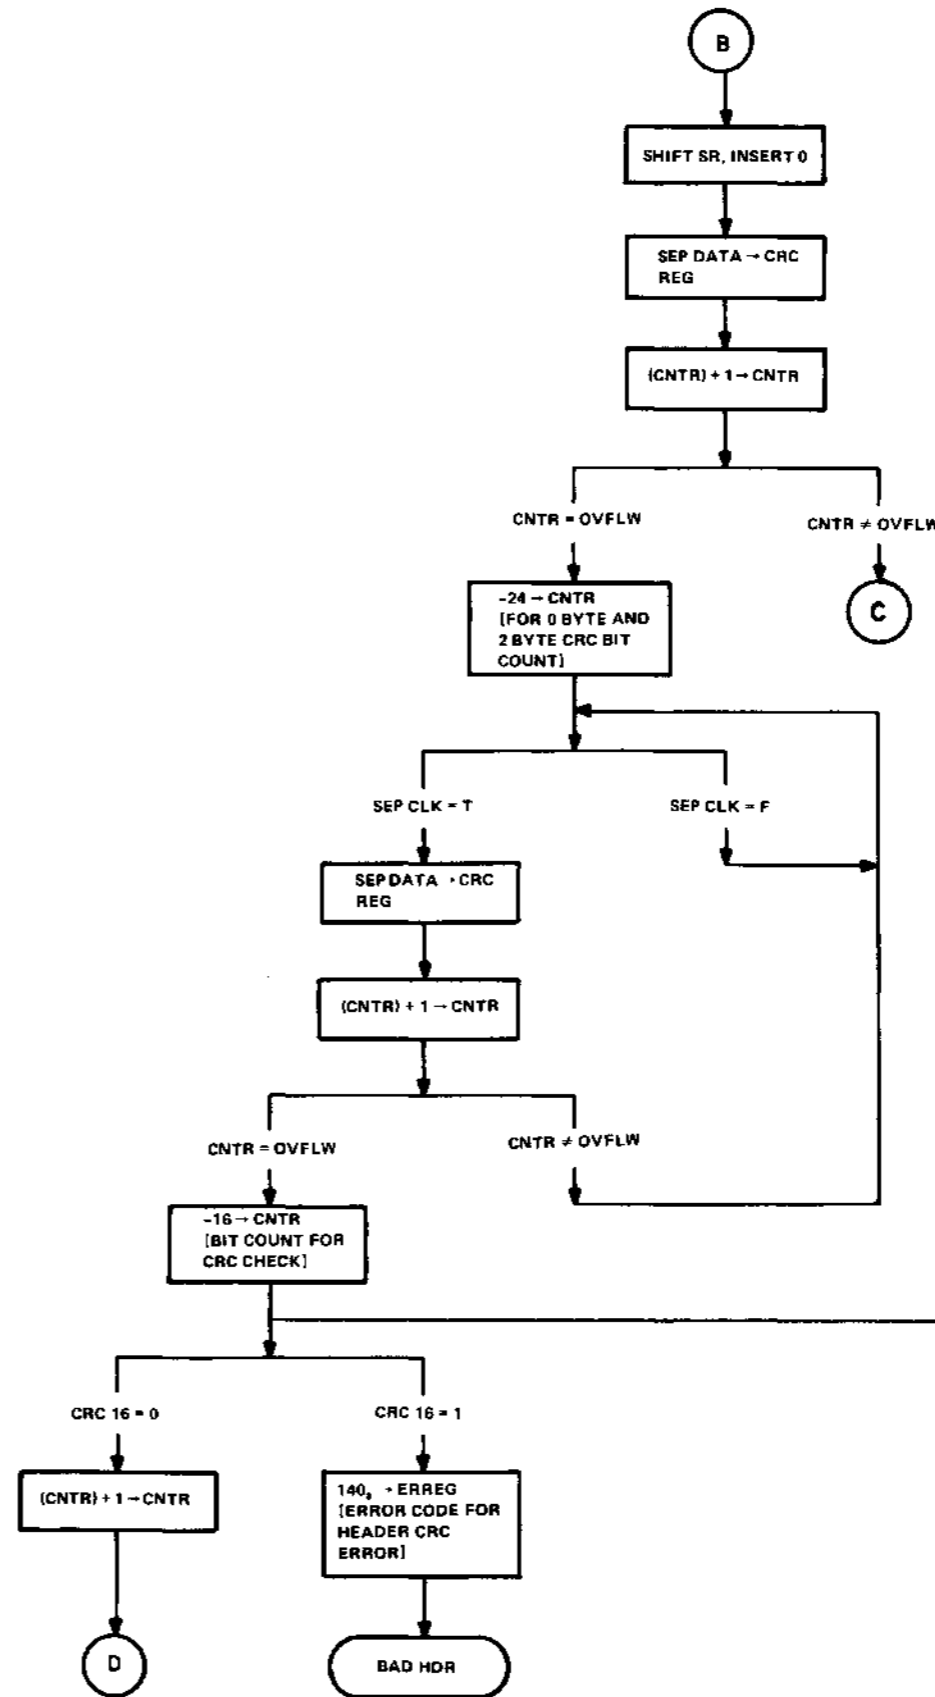 B
SHIFT SR, INSERT 0
SEP DATA → CRC
REG
(CNTR) + 1 → CNTR
CNTR = OVFLW
CNTR ≠ OVFLW
-24 → CNTR
[FOR 0 BYTE AND
2 BYTE CRC BIT
COUNT]
C
SEP CLK = T
SEP CLK = F
SEP DATA → CRC
REG
(CNTR) + 1 → CNTR
CNTR = OVFLW
CNTR ≠ OVFLW
-16 → CNTR
[BIT COUNT FOR
CRC CHECK]
CRC 16 = 0
CRC 16 = 1
(CNTR) + 1 → CNTR
140₈ → ERREG
[ERROR CODE FOR
HEADER CRC
ERROR]
D
BAD HDR